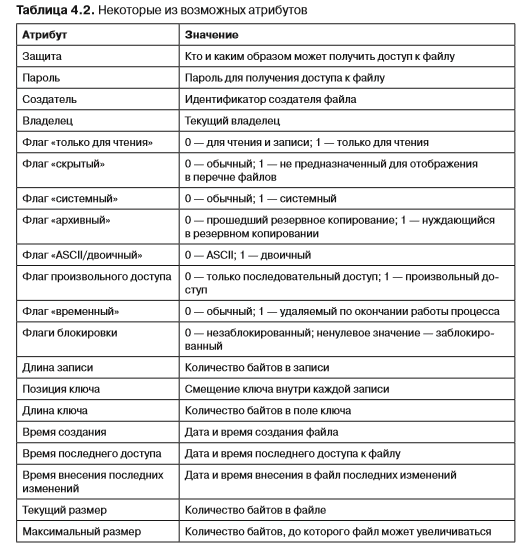 Таблица 4.2. Некоторые из возможных атрибутов
Атрибут Значение
Защита Кто и каким образом может получить доступ к файлу
Пароль Пароль для получения доступа к файлу
Создатель Идентификатор создателя файла
Владелец Текущий владелец
Флаг «только для чтения» 0 — для чтения и записи; 1 — только для чтения
Флаг «скрытый» 0 — обычный; 1 — не предназначенный для отображения
в перечне файлов
Флаг «системный» 0 — обычный; 1 — системный
Флаг «архивный» 0 — прошедший резервное копирование; 1 — нуждающийся
в резервном копировании
Флаг «ASCII/двоичный» 0 — ASCII; 1 — двоичный
Флаг произвольного доступа 0 — только последовательный доступ; 1 — произвольный до-
ступ
Флаг «временный» 0 — обычный; 1 — удаляемый по окончании работы процесса
Флаги блокировки 0 — незаблокированный; ненулевое значение — заблокиро-
ванный
Длина записи Количество байтов в записи
Позиция ключа Смещение ключа внутри каждой записи
Длина ключа Количество байтов в поле ключа
Время создания Дата и время создания файла
Время последнего доступа Дата и время последнего доступа к файлу
Время внесения последних Дата и время внесения в файл последних изменений
изменений
Текущий размер Количество байтов в файле
Максимальный размер Количество байтов, до которого файл может увеличиваться